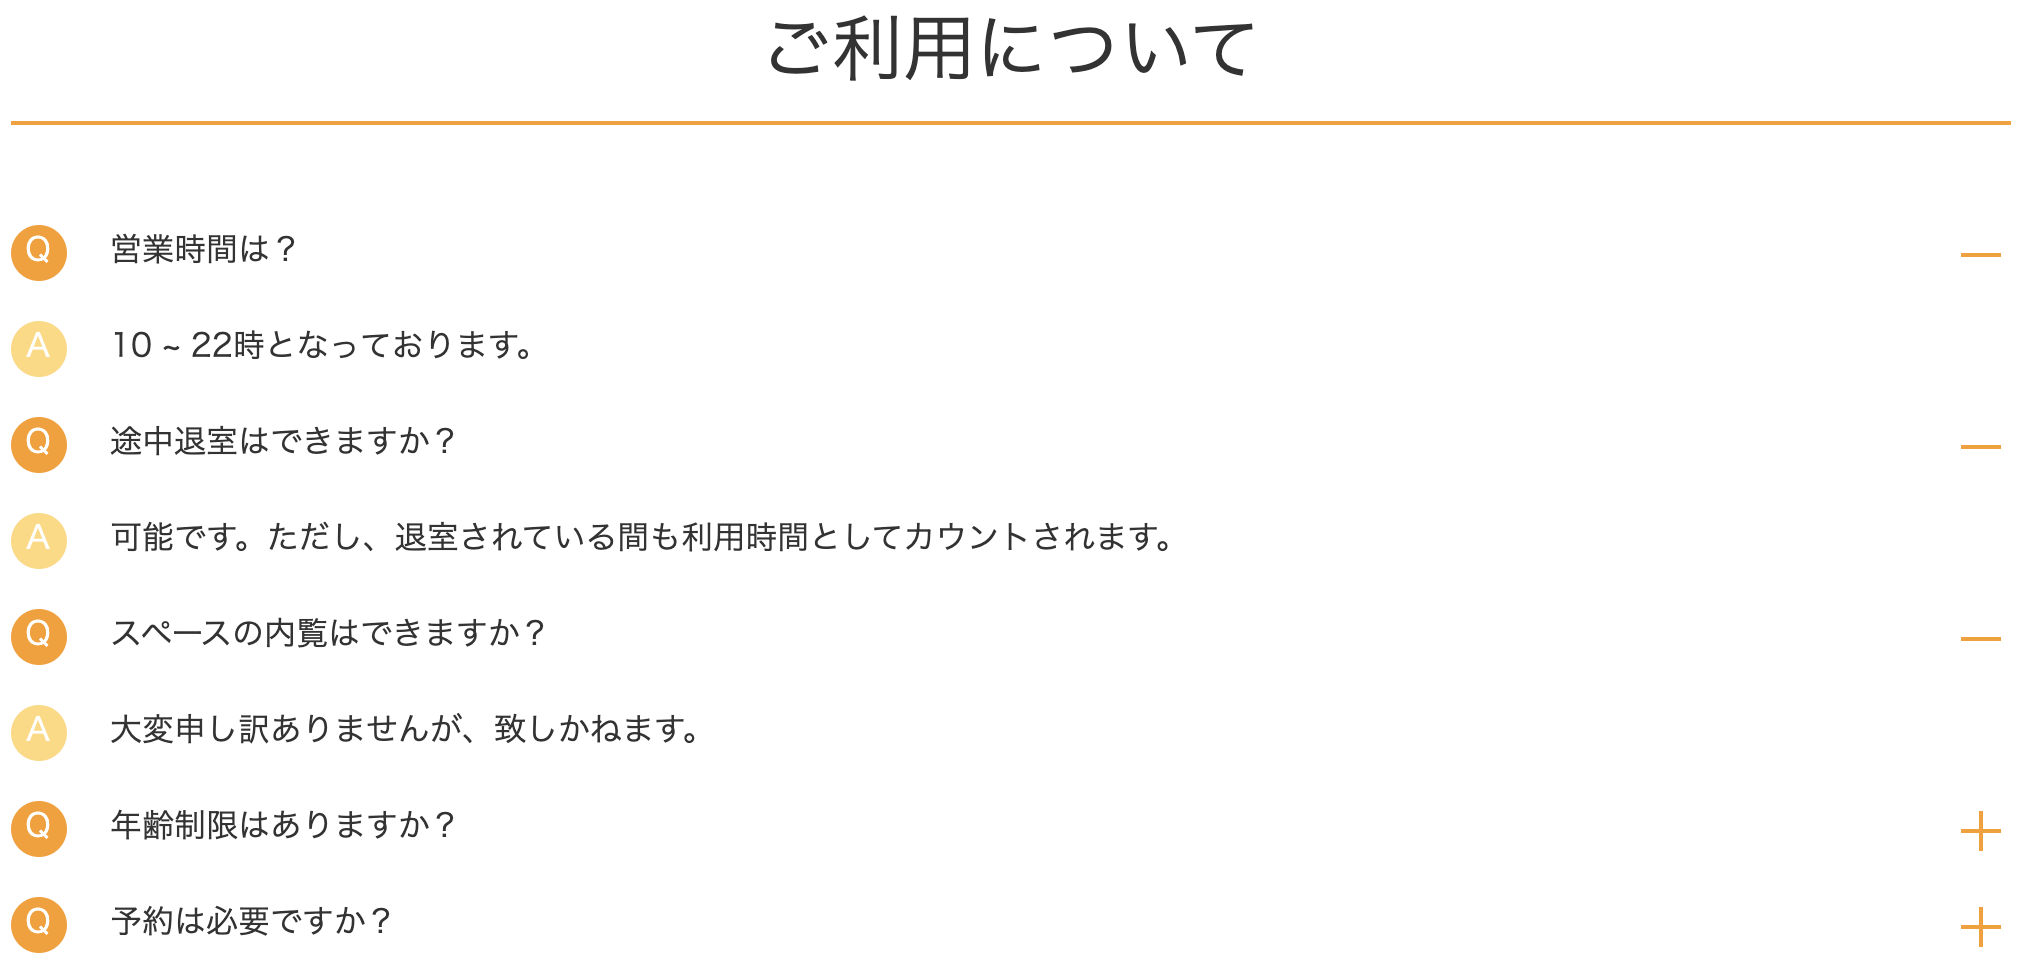 ご利用について
Q 営業時間は？
A 10 ~ 22時となっております。
Q 途中退室はできますか？
A 可能です。ただし、退室されている間も利用時間としてカウントされます。
Q スペースの内覧はできますか？
A 大変申し訳ありませんが、致しかねます。
Q 年齢制限はありますか？
Q 予約は必要ですか？